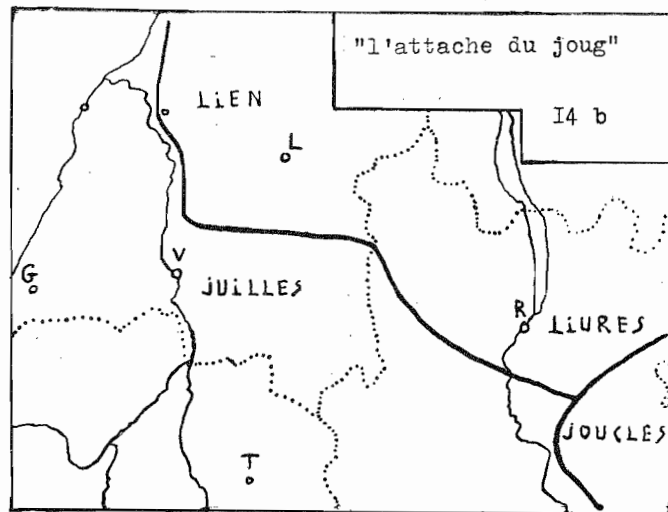 "l'attache du joug"
I4 b
LiEN
L
V
G
JUiLLES
R
LiURES
JOUCLES
T